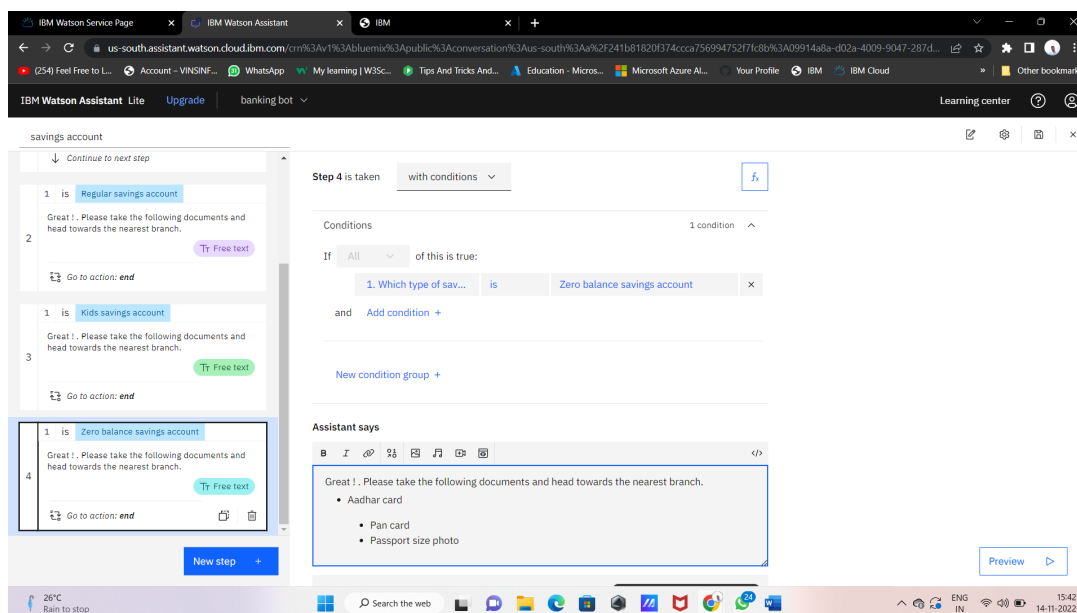 IBM Watson Service Page
IBM Watson Assistant
IBM
us-south.assistant.watson.cloud.ibm.com/crn%3Av1%3Abluemix%3Apublic%3Aconversation%3Aus-south%3Aa%2F241b81820f374ccca756994752f7fc8b%3A09914a8a-d02a-4009-9047-287d...
(254) Feel Free to L...
Account – VINSINF...
WhatsApp
My learning | W3Sc...
Tips And Tricks And...
Education - Micros...
Microsoft Azure AI...
Your Profile
IBM
IBM Cloud
»
Other bookmark
IBM Watson Assistant Lite
Upgrade
banking bot
Learning center
savings account
Continue to next step
1 is Regular savings account
Great ! . Please take the following documents and
head towards the nearest branch.
2
Tт Free text
Go to action: end
1 is Kids savings account
Great ! . Please take the following documents and
head towards the nearest branch.
3
Tт Free text
Go to action: end
1 is Zero balance savings account
Great ! . Please take the following documents and
head towards the nearest branch.
4
Tт Free text
Go to action: end
New step +
Step 4 is taken
with conditions
fx
Conditions
1 condition
If All of this is true:
1. Which type of sav...
is
Zero balance savings account
and Add condition +
New condition group +
Assistant says
B I
</>
Great ! . Please take the following documents and head towards the nearest branch.
• Aadhar card
• Pan card
• Passport size photo
Preview
26°C
Rain to stop
Search the web
24
ENG
IN
15:42
14-11-2022